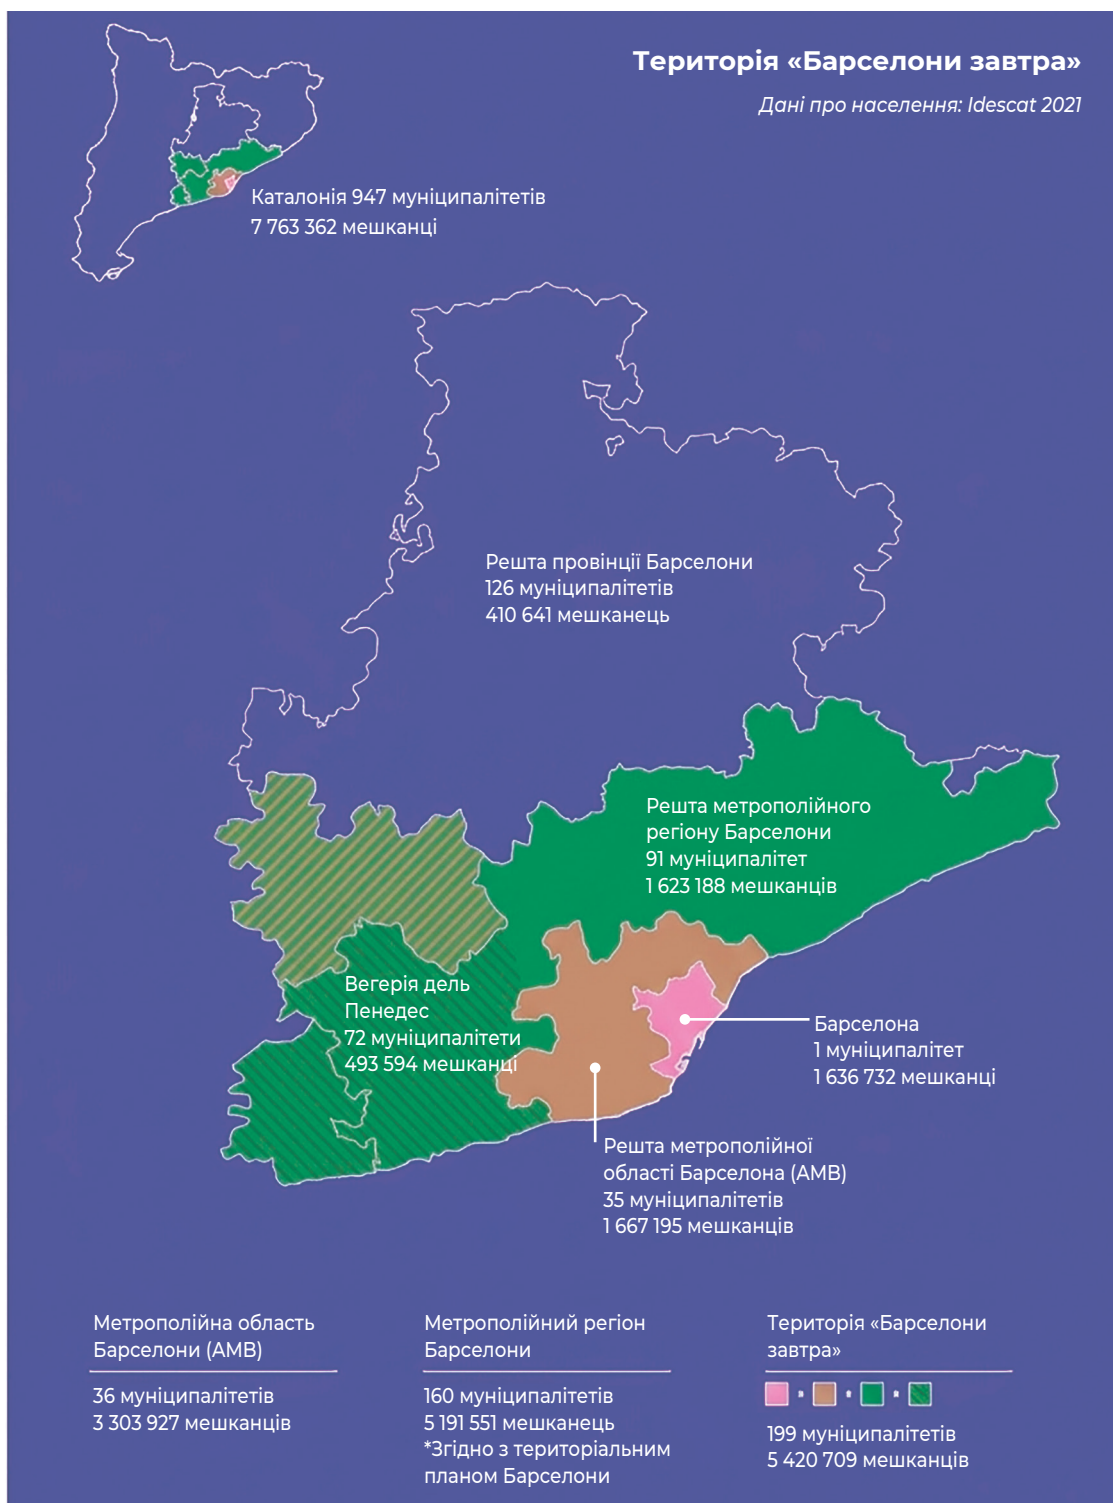 Територія «Барселони завтра»
Дані про населення: Idescat 2021
Каталонія 947 муніципалітетів
7 763 362 мешканці
Решта провінції Барселони
126 муніципалітетів
410 641 мешканець
Решта метрополійного
регіону Барселони
91 муніципалітет
1 623 188 мешканців
Вегерія дель
Пенедес
72 муніципалітети
493 594 мешканці
Барселона
1 муніципалітет
1 636 732 мешканці
Решта метрополійної
області Барселона (АМВ)
35 муніципалітетів
1 667 195 мешканців
Метрополійна область
Барселони (АМВ)
36 муніципалітетів
3 303 927 мешканців
Метрополійний регіон
Барселони
160 муніципалітетів
5 191 551 мешканець
*Згідно з територіальним
планом Барселони
Територія «Барселони
завтра»
199 муніципалітетів
5 420 709 мешканців